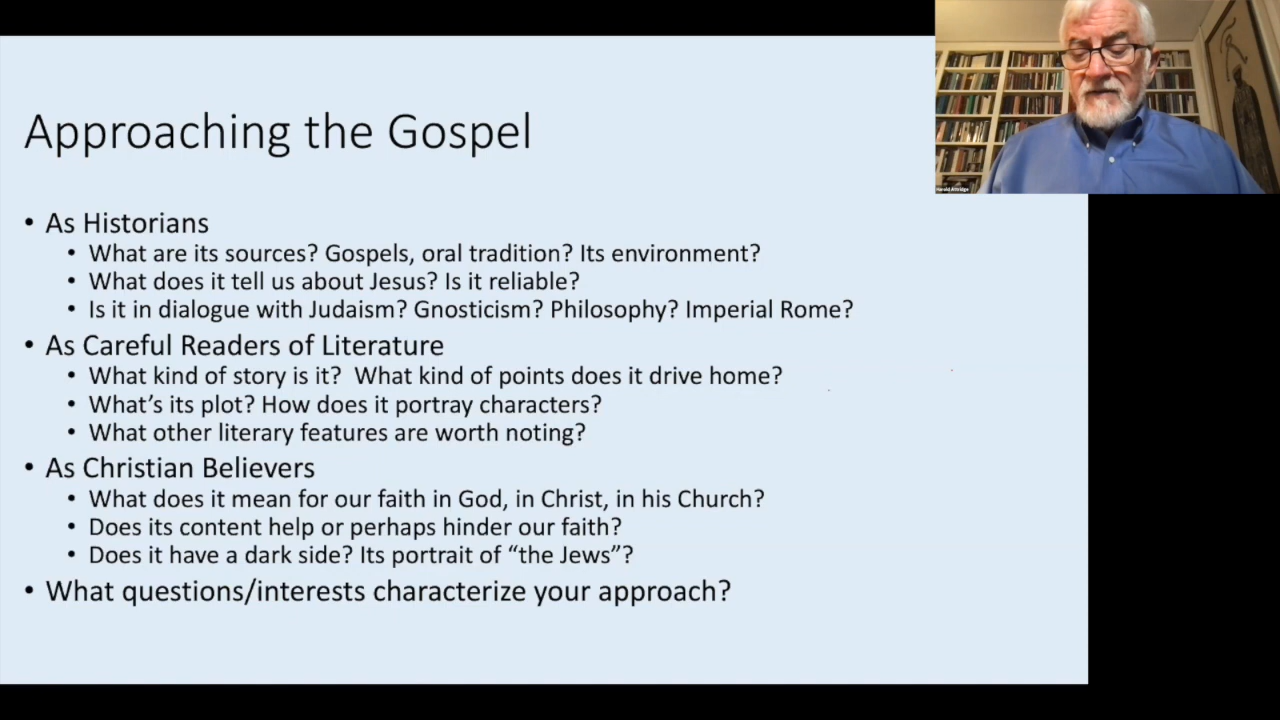 Approaching the Gospel
• As Historians
• What are its sources? Gospels, oral tradition? Its environment?
• What does it tell us about Jesus? Is it reliable?
• Is it in dialogue with Judaism? Gnosticism? Philosophy? Imperial Rome?
• As Careful Readers of Literature
• What kind of story is it?  What kind of points does it drive home?
• What’s its plot? How does it portray characters?
• What other literary features are worth noting?
• As Christian Believers
• What does it mean for our faith in God, in Christ, in his Church?
• Does its content help or perhaps hinder our faith?
• Does it have a dark side? Its portrait of “the Jews”?
• What questions/interests characterize your approach?
Harold Attridge